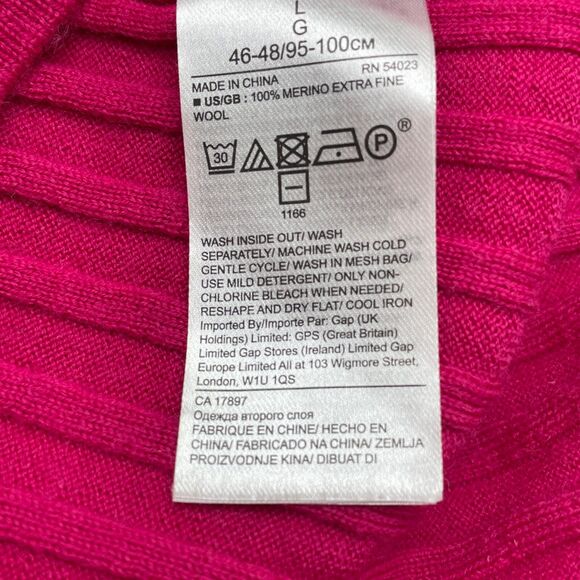 L
G
46-48/95-100CM
MADE IN CHINA RN 54023
■ US/GB : 100% MERINO EXTRA FINE
WOOL
30 P ®
1166
WASH INSIDE OUT/ WASH
SEPARATELY/ MACHINE WASH COLD
GENTLE CYCLE/ WASH IN MESH BAG/
USE MILD DETERGENT/ ONLY NON-
CHLORINE BLEACH WHEN NEEDED/
RESHAPE AND DRY FLAT/ COOL IRON
Imported By/Importe Par: Gap (UK
Holdings) Limited: GPS (Great Britain)
Limited Gap Stores (Ireland) Limited Gap
Europe Limited All at 103 Wigmore Street,
London, W1U 1QS
CA 17897
Одежда второго слоя
FABRIQUE EN CHINE/ HECHO EN
CHINA/ FABRICADO NA CHINA/ ZEMLJA
PROIZVODNJE KINA/ DIBUAT DI